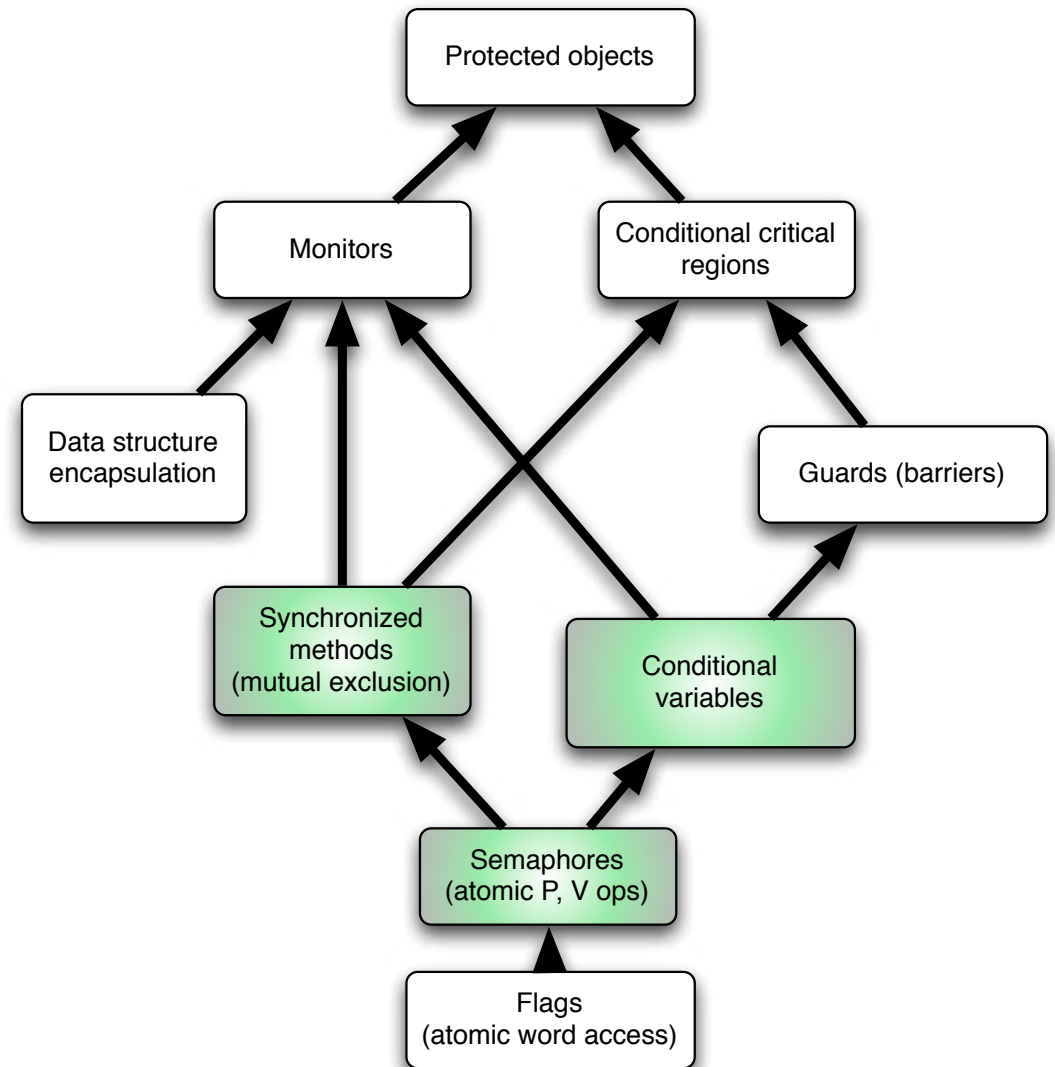 Protected objects
Monitors
Conditional critical
regions
Data structure
encapsulation
Guards (barriers)
Synchronized
methods
(mutual exclusion)
Conditional
variables
Semaphores
(atomic P, V ops)
Flags
(atomic word access)